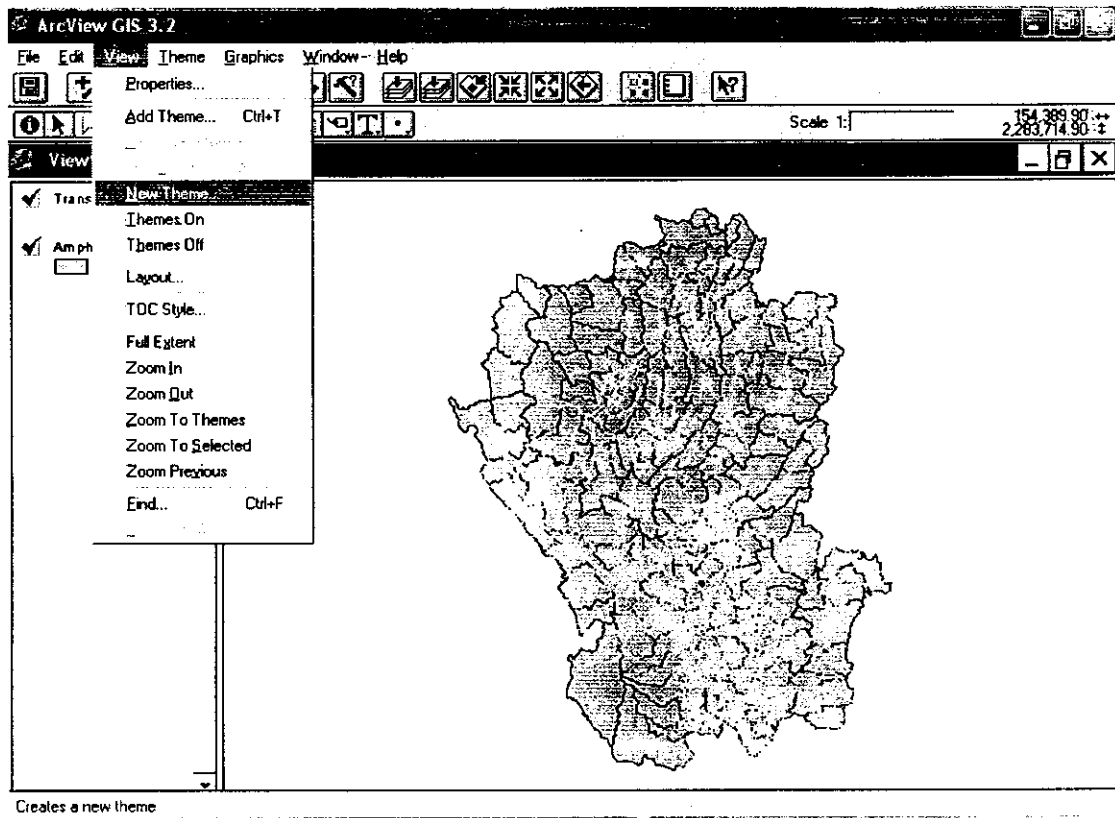 ArcView GIS 3.2
File Edit View Theme Graphics Window Help
Properties...
Add Theme... Ctrl+T
Scale 1:
154,389.90
2,283,714.90
View
New Theme
Trans
Themes On
Amph
Themes Off
Layout...
TOC Style...
Full Extent
Zoom In
Zoom Out
Zoom To Themes
Zoom To Selected
Zoom Previous
Find... Ctrl+F
Creates a new theme